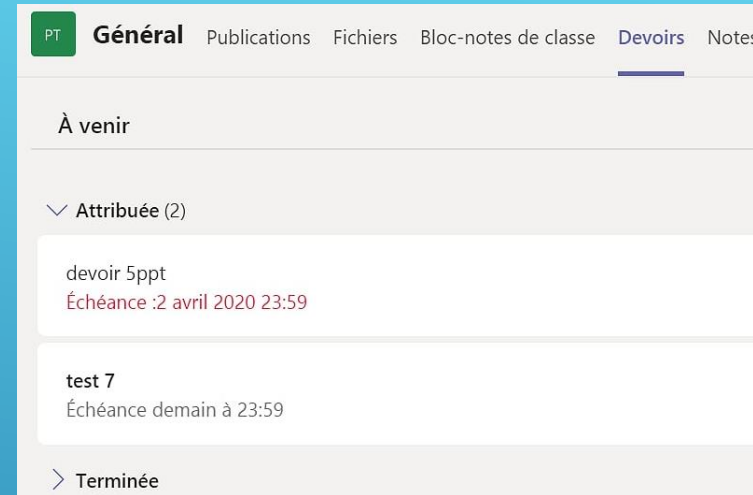 PT
Général Publications Fichiers Bloc-notes de classe Devoirs Notes
À venir
Attribuée (2)
devoir 5ppt
Échéance :2 avril 2020 23:59
test 7
Échéance demain à 23:59
Terminée